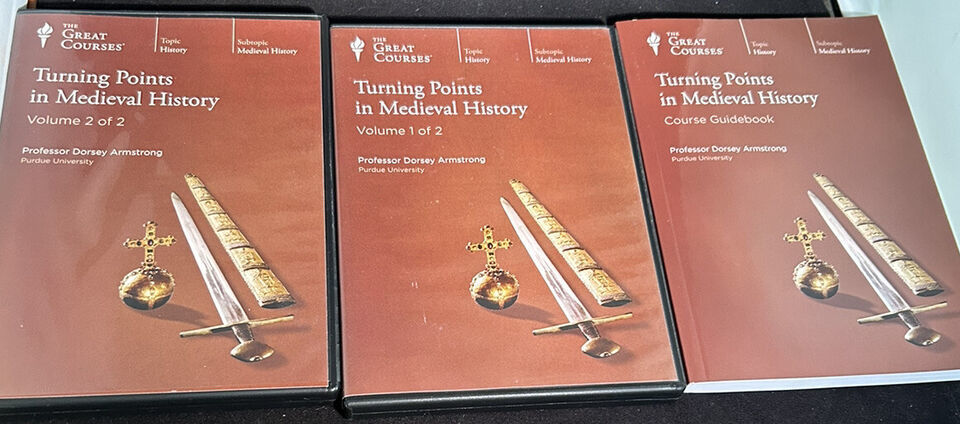 THE
GREAT
COURSES®
Topic
History
Subtopic
Medieval History
Turning Points
in Medieval History
Volume 2 of 2
Professor Dorsey Armstrong
Purdue University
THE
GREAT
COURSES®
Topic
History
Subtopic
Medieval History
Turning Points
in Medieval History
Volume 1 of 2
Professor Dorsey Armstrong
Purdue University
THE
GREAT
COURSES®
Topic
History
Subtopic
Medieval History
Turning Points
in Medieval History
Course Guidebook
Professor Dorsey Armstrong
Purdue University